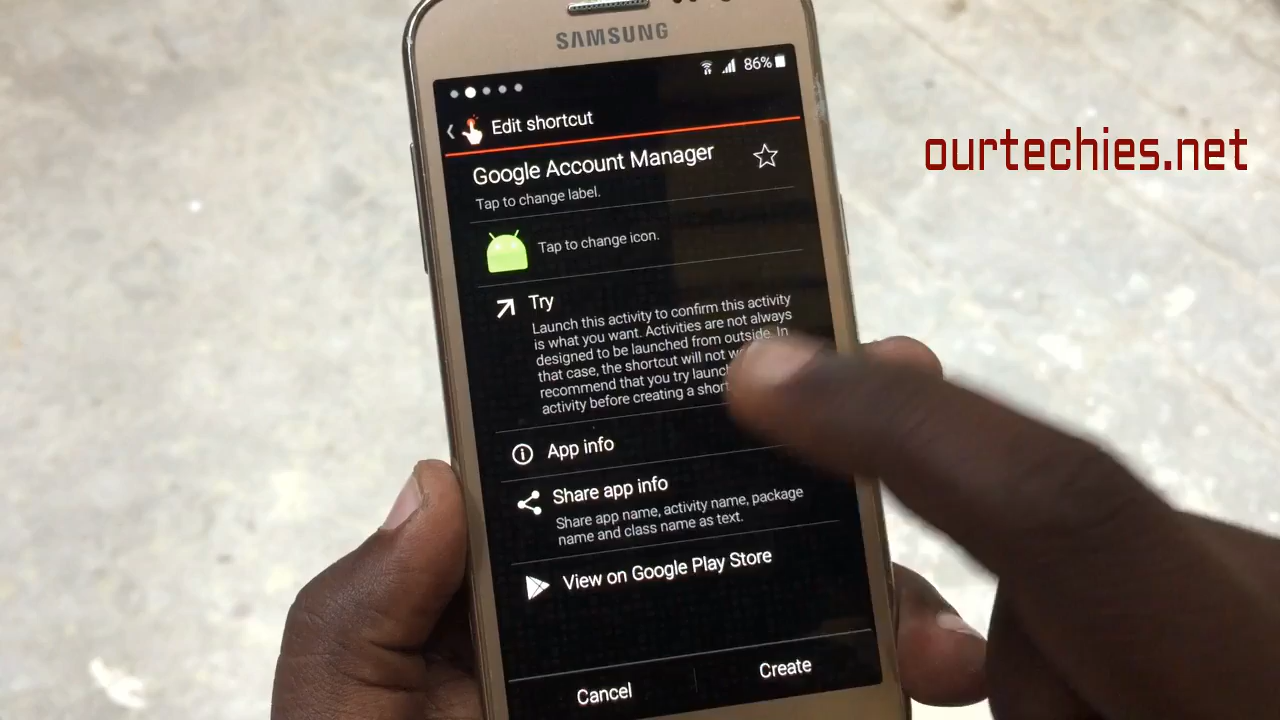 SAMSUNG
86%
Edit shortcut
Google Account Manager
Tap to change label.
Tap to change icon.
Try
Launch this activity to confirm this activity
is what you want. Activities are not always
designed to be launched from outside. In
that case, the shortcut will not
recommend that you try
activity before creating a
App info
Share app info
Share app name, activity name, package
name and class name as text.
View on Google Play Store
Cancel
Create
ourtechies.net